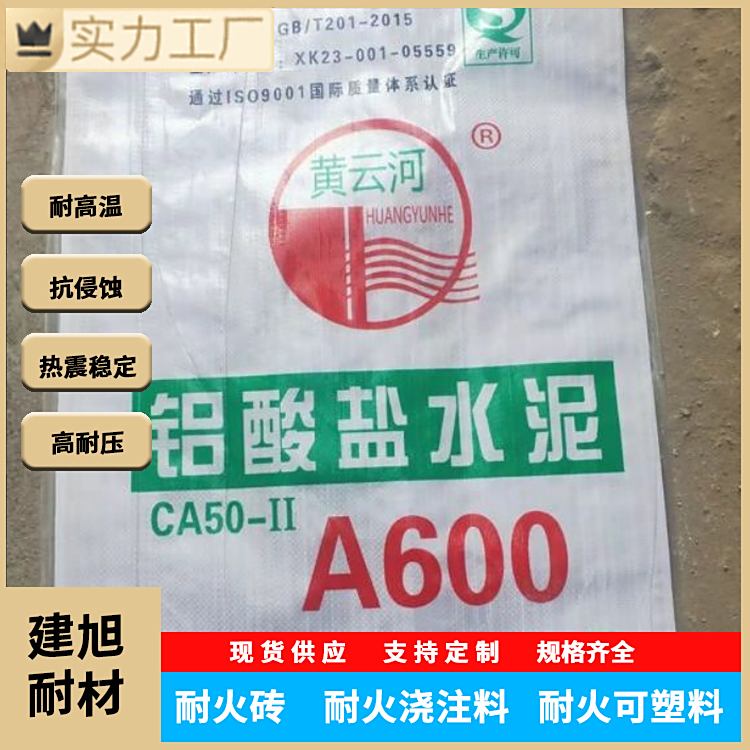 实力工厂
GB/T201-2015
XK23-001-05559
生产许可
通过ISO9001国际质量体系认证
®
黄云河
HUANGYUNHE
耐高温
抗侵蚀
热震稳定
高耐压
铝酸盐水泥
CA50-II
A600
建旭
耐材
现货供应 支持定制 规格齐全
耐火砖 耐火浇注料 耐火可塑料